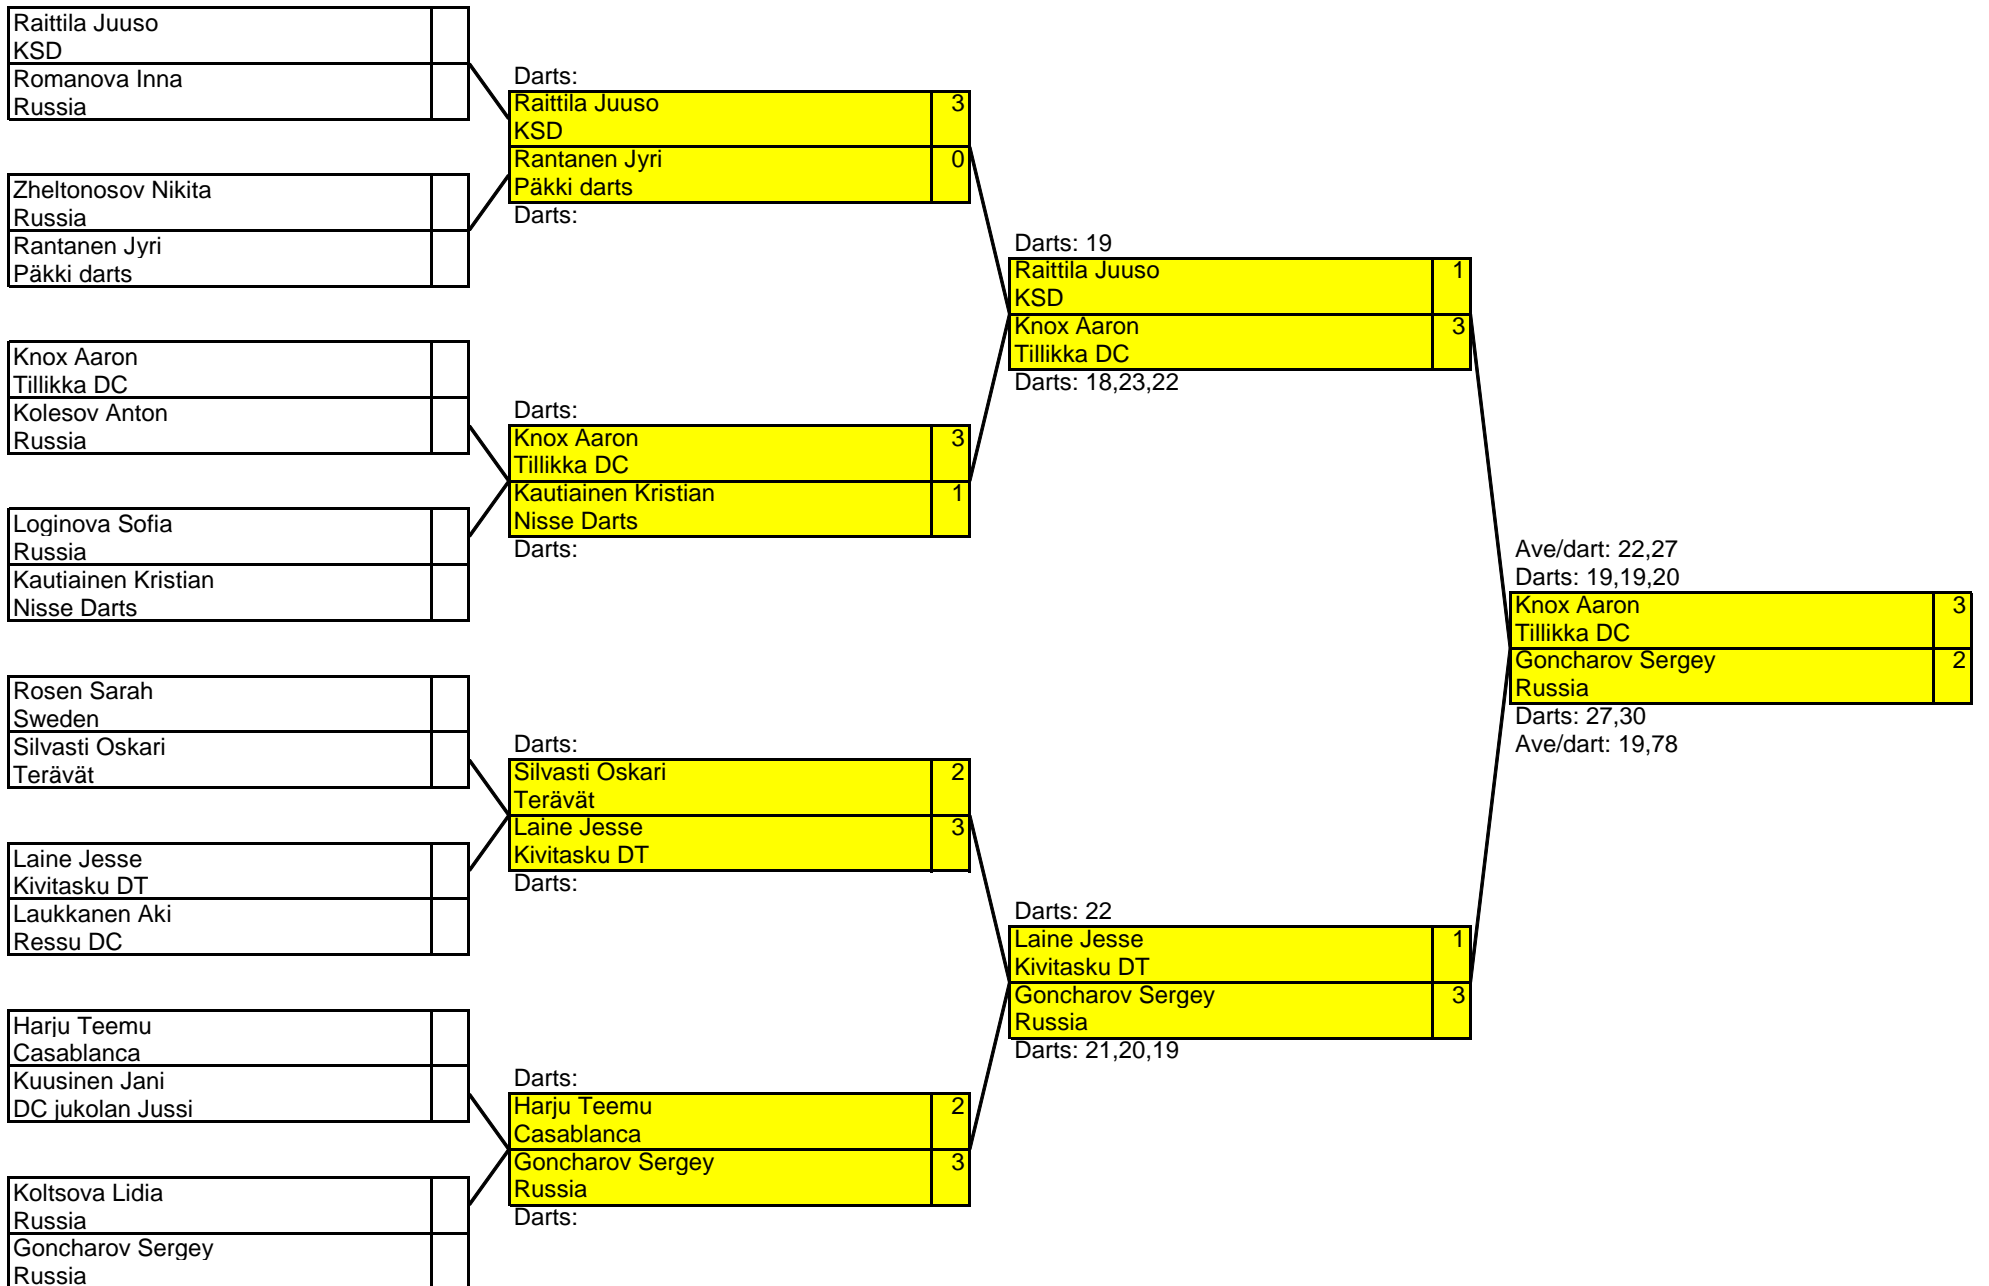 Raittila Juuso
KSD
Romanova Inna
Russia
Zheltonosov Nikita
Russia
Rantanen Jyri
Päkki darts
Knox Aaron
Tillikka DC
Kolesov Anton
Russia
Loginova Sofia
Russia
Kautiainen Kristian
Nisse Darts
Rosen Sarah
Sweden
Silvasti Oskari
Terävät
Laine Jesse
Kivitasku DT
Laukkanen Aki
Ressu DC
Harju Teemu
Casablanca
Kuusinen Jani
DC jukolan Jussi
Koltsova Lidia
Russia
Goncharov Sergey
Russia
Darts:
Raittila Juuso 3
KSD
Rantanen Jyri 0
Päkki darts
Darts:
Darts:
Knox Aaron 3
Tillikka DC
Kautiainen Kristian 1
Nisse Darts
Darts:
Darts:
Silvasti Oskari 2
Terävät
Laine Jesse 3
Kivitasku DT
Darts:
Darts:
Harju Teemu 2
Casablanca
Goncharov Sergey 3
Russia
Darts:
Darts: 19
Raittila Juuso 1
KSD
Knox Aaron 3
Tillikka DC
Darts: 18,23,22
Darts: 22
Laine Jesse 1
Kivitasku DT
Goncharov Sergey 3
Russia
Darts: 21,20,19
Ave/dart: 22,27
Darts: 19,19,20
Knox Aaron 3
Tillikka DC
Goncharov Sergey 2
Russia
Darts: 27,30
Ave/dart: 19,78